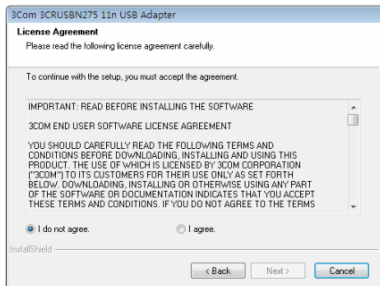 3Com 3CRUSBN275 11n USB Adapter
License Agreement
Please read the following license agreement carefully.
To continue with the setup, you must accept the agreement.
IMPORTANT: READ BEFORE INSTALLING THE SOFTWARE
3COM END USER SOFTWARE LICENSE AGREEMENT
YOU SHOULD CAREFULLY READ THE FOLLOWING TERMS AND
CONDITIONS BEFORE DOWNLOADING, INSTALLING AND USING THIS
PRODUCT. THE USE OF WHICH IS LICENSED BY 3COM CORPORATION
("3COM") TO ITS CUSTOMERS FOR THEIR USE ONLY AS SET FORTH
BELOW. DOWNLOADING, INSTALLING OR OTHERWISE USING ANY PART
OF THE SOFTWARE OR DOCUMENTATION INDICATES THAT YOU ACCEPT
THESE TERMS AND CONDITIONS. IF YOU DO NOT AGREE TO THE TERMS
I do not agree.
I agree.
InstallShield
< Back
Next >
Cancel